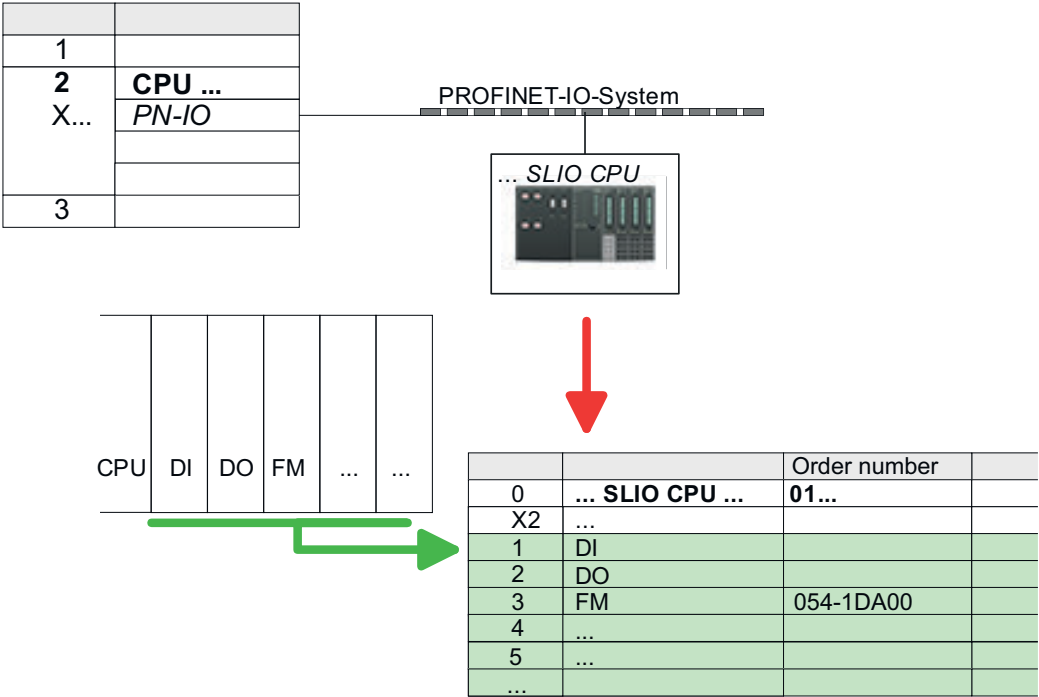 1
2 CPU ...
X... PN-IO
3
PROFINET-IO-System
... SLIO CPU
CPU DI DO FM ... ...
Order number
0 ... SLIO CPU ... 01...
X2 ...
1 DI
2 DO
3 FM 054-1DA00
4 ...
5 ...
...